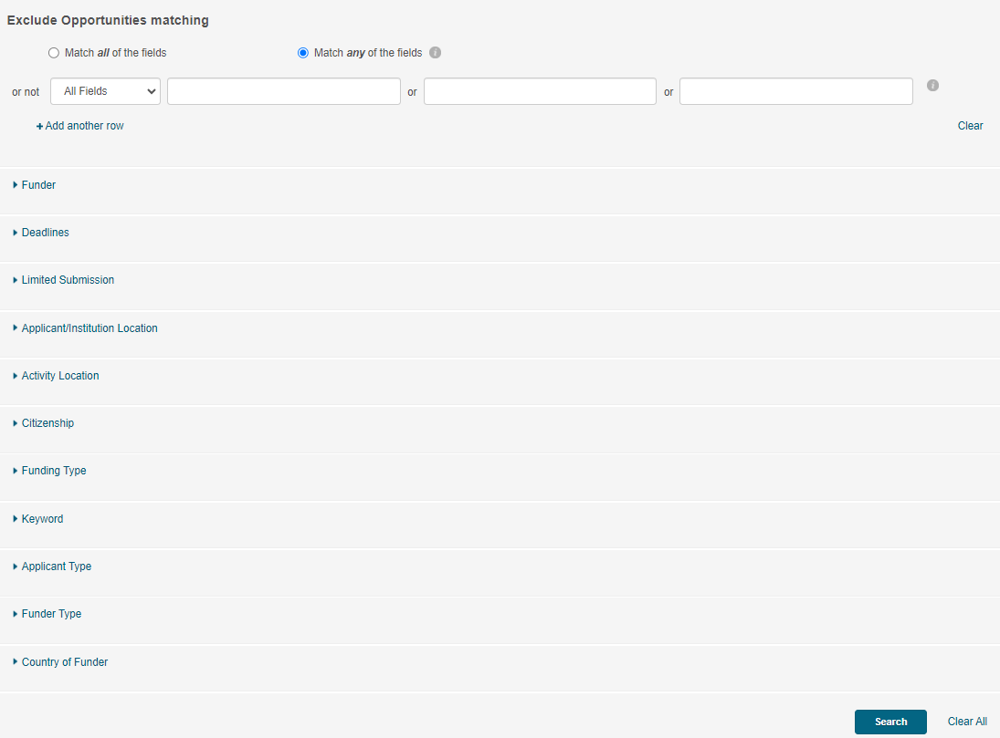 Exclude Opportunities matching
Match all of the fields Match any of the fields i
or not All Fields or or i
+ Add another row Clear
Funder
Deadlines
Limited Submission
Applicant/Institution Location
Activity Location
Citizenship
Funding Type
Keyword
Applicant Type
Funder Type
Country of Funder
Search Clear All